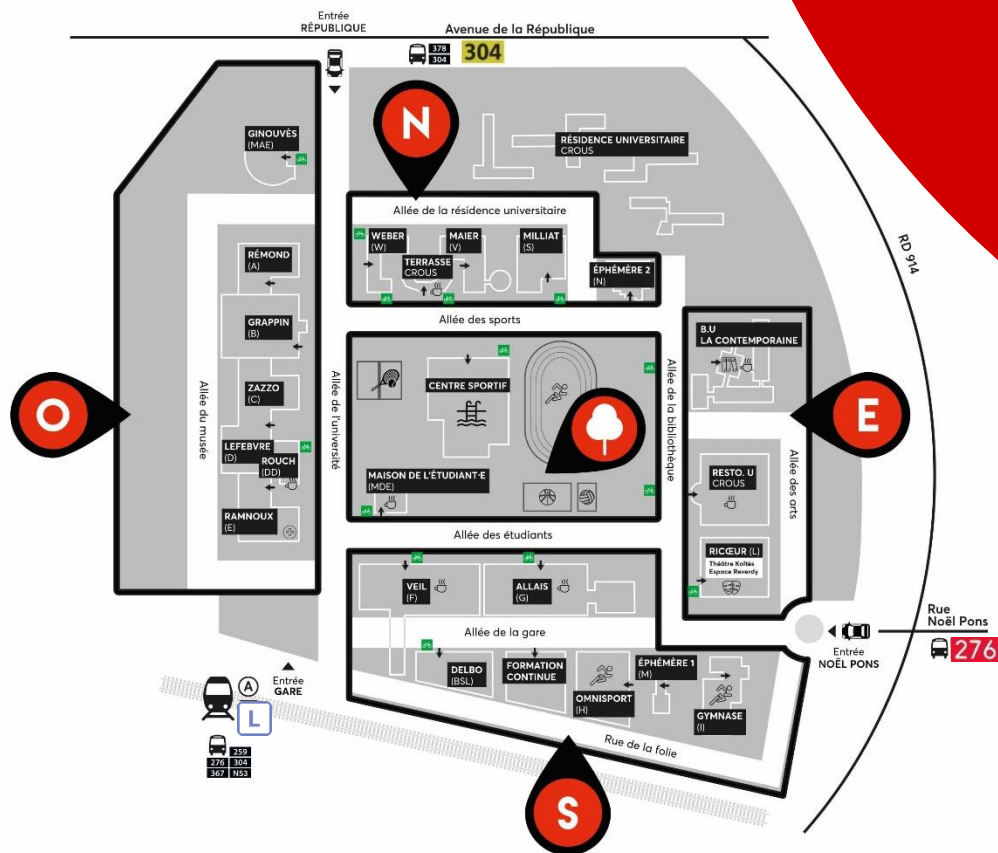 Entrée
RÉPUBLIQUE
Avenue de la République
378
304
304
N
GINOUVÈS
(MAE)
RÉSIDENCE UNIVERSITAIRE
CROUS
Allée de la résidence universitaire
WEBER
(W)
MAIER
(V)
MILLIAT
(S)
TERRASSE
CROUS
ÉPHÉMÈRE 2
(N)
RD 914
RÉMOND
(A)
GRAPPIN
(B)
ZAZZO
(C)
LEFEBVRE
(D)
ROUCH
(DD)
RAMNOUX
(E)
O
Allée du musée
Allée de l'université
Allée des sports
CENTRE SPORTIF
MAISON DE L'ÉTUDIANT·E
(MDE)
Allée de la bibliothèque
B.U
LA CONTEMPORAINE
E
RESTO. U
CROUS
Allée des arts
RICŒUR (L)
Théâtre Koltès
Espace Reverdy
Allée des étudiants
VEIL
(F)
ALLAIS
(G)
Allée de la gare
DELBO
(BSL)
FORMATION
CONTINUE
OMNISPORT
(H)
ÉPHÉMÈRE 1
(M)
GYMNASE
(I)
Rue de la folie
Rue
Noël Pons
276
Entrée
NOËL PONS
Entrée
GARE
A
L
259
276 304
367 N53
S